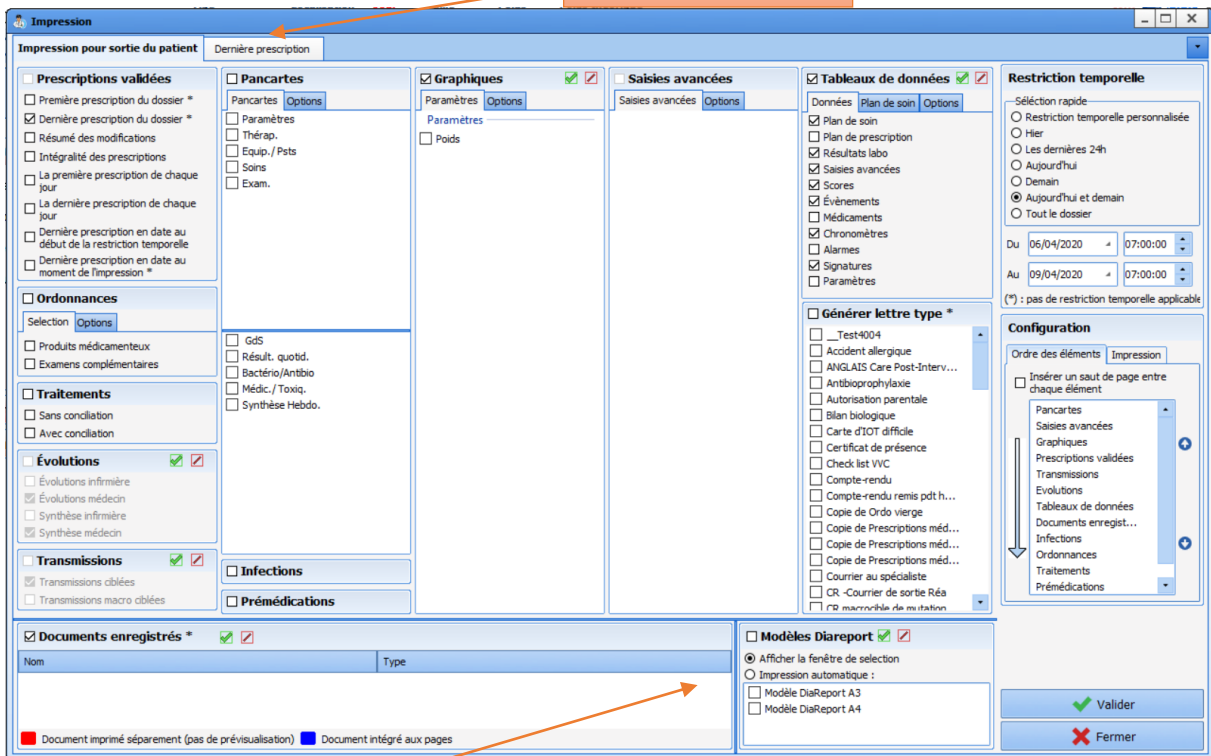 Impression
Impression pour sortie du patient
Dernière prescription
Prescriptions validées
Première prescription du dossier *
Dernière prescription du dossier *
Résumé des modifications
Intégralité des prescriptions
La première prescription de chaque
jour
La dernière prescription de chaque
jour
Dernière prescription en date au
début de la restriction temporelle
Dernière prescription en date au
moment de l'impression *
Ordonnances
Selection Options
Produits médicamenteux
Examens complémentaires
Traitements
Sans conciliation
Avec conciliation
Évolutions
Évolutions infirmière
Évolutions médecin
Synthèse infirmière
Synthèse médecin
Transmissions
Transmissions ciblées
Transmissions macro ciblées
Pancartes
Pancartes Options
Paramètres
Thérap.
Equip./ Psts
Soins
Exam.
GdS
Résult. quotid.
Bactério/Antibio
Médic./ Toxiq.
Synthèse Hebdo.
Infections
Prémédications
Graphiques
Paramètres Options
Paramètres
Poids
Saisies avancées
Saisies avancées Options
Tableaux de données
Données Plan de soin Options
Plan de soin
Plan de prescription
Résultats labo
Saisies avancées
Scores
Évènements
Médicaments
Chronomètres
Alarmes
Signatures
Paramètres
Générer lettre type *
__Test4004
Accident allergique
ANGLAIS Care Post-Interv...
Antibioprophylaxie
Autorisation parentale
Bilan biologique
Carte d'IOT difficile
Certificat de présence
Check list VVC
Compte-rendu
Compte-rendu remis pdt h...
Copie de Ordo vierge
Copie de Prescriptions méd...
Copie de Prescriptions méd...
Copie de Prescriptions méd...
Courrier au spécialiste
CR -Courrier de sortie Réa
CR macrocible de mutation
Restriction temporelle
Séléction rapide
Restriction temporelle personnalisée
Hier
Les dernières 24h
Aujourd'hui
Demain
Aujourd'hui et demain
Tout le dossier
Du 06/04/2020 07:00:00
Au 09/04/2020 07:00:00
(*) : pas de restriction temporelle applicable
Configuration
Ordre des éléments Impression
Insérer un saut de page entre
chaque élément
Pancartes
Saisies avancées
Graphiques
Prescriptions validées
Transmissions
Evolutions
Tableaux de données
Documents enregist...
Infections
Ordonnances
Traitements
Prémédications
Documents enregistrés *
Nom Type
Document imprimé séparement (pas de prévisualisation) Document intégré aux pages
Modèles Diareport
Afficher la fenêtre de selection
Impression automatique :
Modèle DiaReport A3
Modèle DiaReport A4
Valider
Fermer